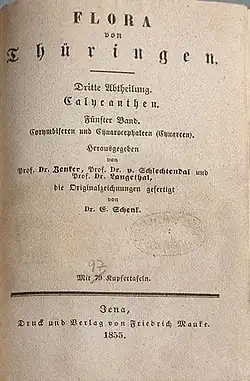 FLORA
von
Thüringen.
Dritte Abtheilung.
Calycanthen.
Fünfter Band.
Corymbiferen und Cynarocephaleen (Cynareen).
Herausgegeben
von
Prof. Dr. Zenker, Prof. Dr. v. Schlechtendal und
Prof. Dr. Langethal,
die Originalzeichnungen gefertigt
von
Dr. E. Schenk.
Mit 79 Kupfertafeln.
Jena,
Druck und Verlag von Friedrich Mauke.
1855.